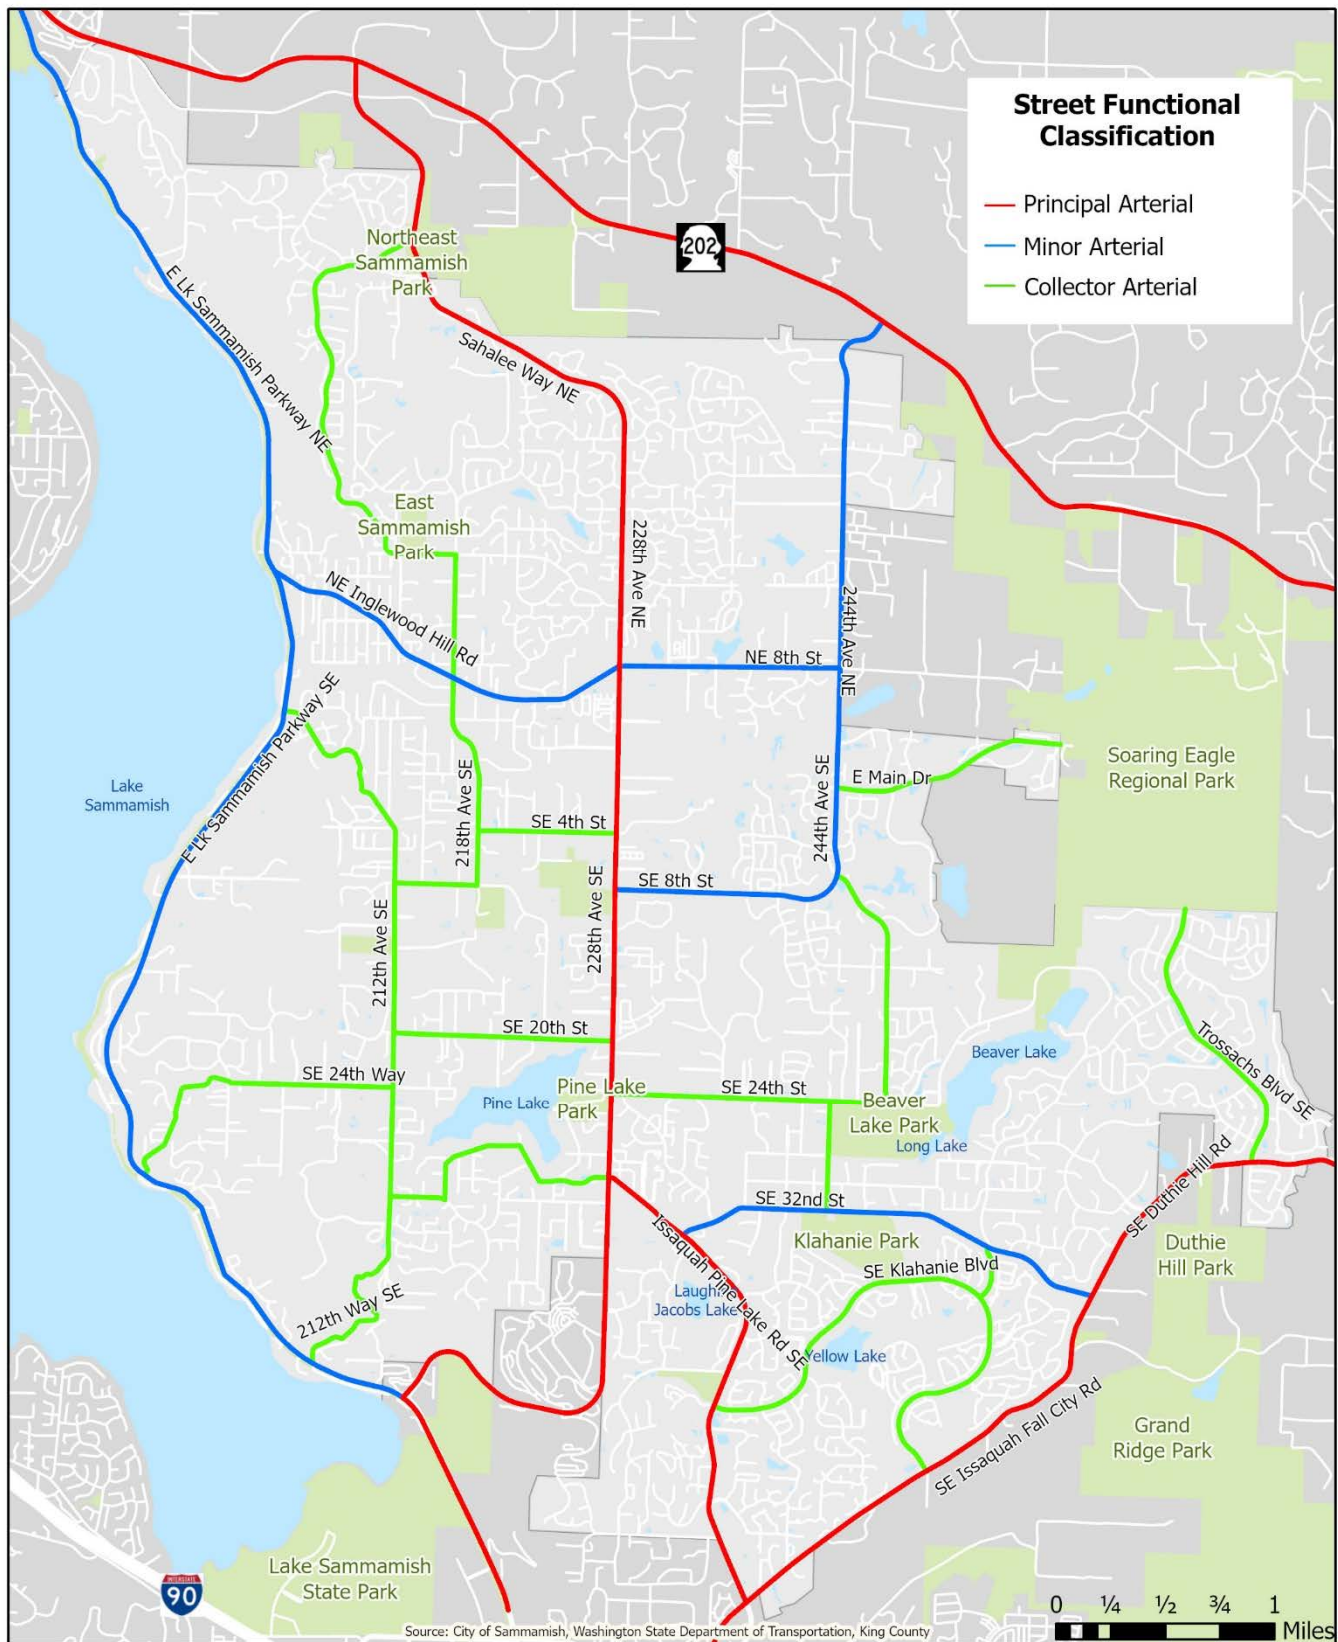 Street Functional
Classification
Principal Arterial
Minor Arterial
Collector Arterial
202
Northeast
Sammamish
Park
E Lk Sammamish Parkway NE
Sahalee Way NE
East
Sammamish
Park
228th Ave NE
NE Inglewood Hill Rd
244th Ave NE
NE 8th St
E Lk Sammamish Parkway SE
Soaring Eagle
Regional Park
Lake
Sammamish
E Main Dr
218th Ave SE
244th Ave SE
SE 4th St
SE 8th St
228th Ave SE
212th Ave SE
SE 20th St
Trossachs Blvd SE
Beaver Lake
SE 24th Way
Pine Lake
Pine Lake
Park
SE 24th St
Beaver
Lake Park
Long Lake
SE Duthie Hill Rd
SE 32nd St
Issaquah Pine Lake Rd SE
Klahanie Park
Duthie
Hill Park
SE Klahanie Blvd
Laughing
Jacobs Lake
212th Way SE
Yellow Lake
SE Issaquah Fall City Rd
Grand
Ridge Park
Lake Sammamish
State Park
INTERSTATE
90
0 ¼ ½ ¾ 1
Miles
Source: City of Sammamish, Washington State Department of Transportation, King County